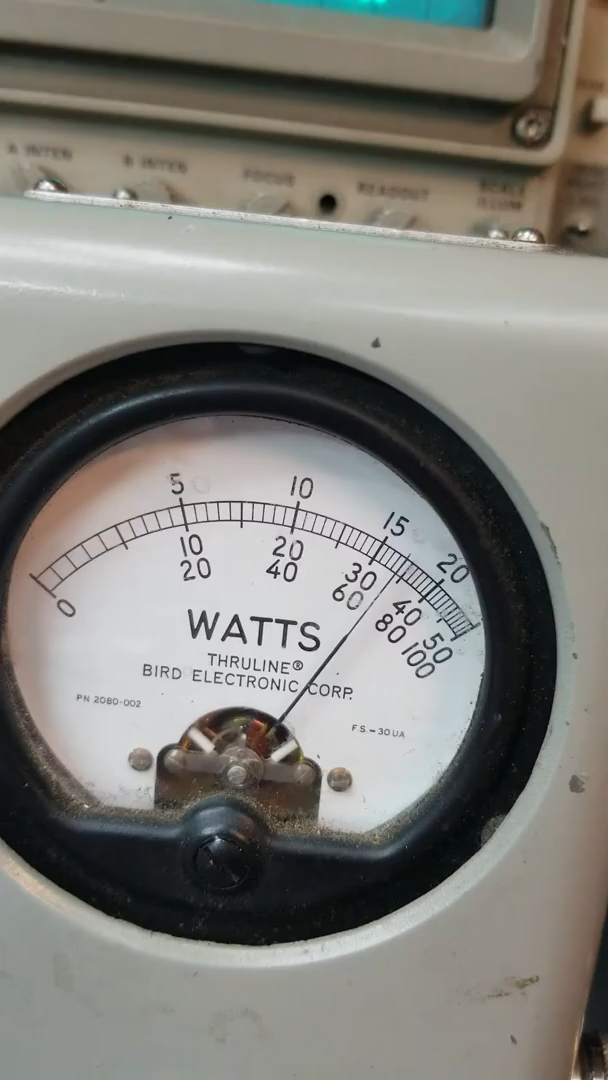 A INTEN B INTEN FOCUS READOUT SCALE
ILLUM
5 10 15 20
0 10 20 30 40 50
20 40 60 80 100
WATTS
THRULINE®
BIRD ELECTRONIC CORP.
PN 2080-002
F.S.-30UA